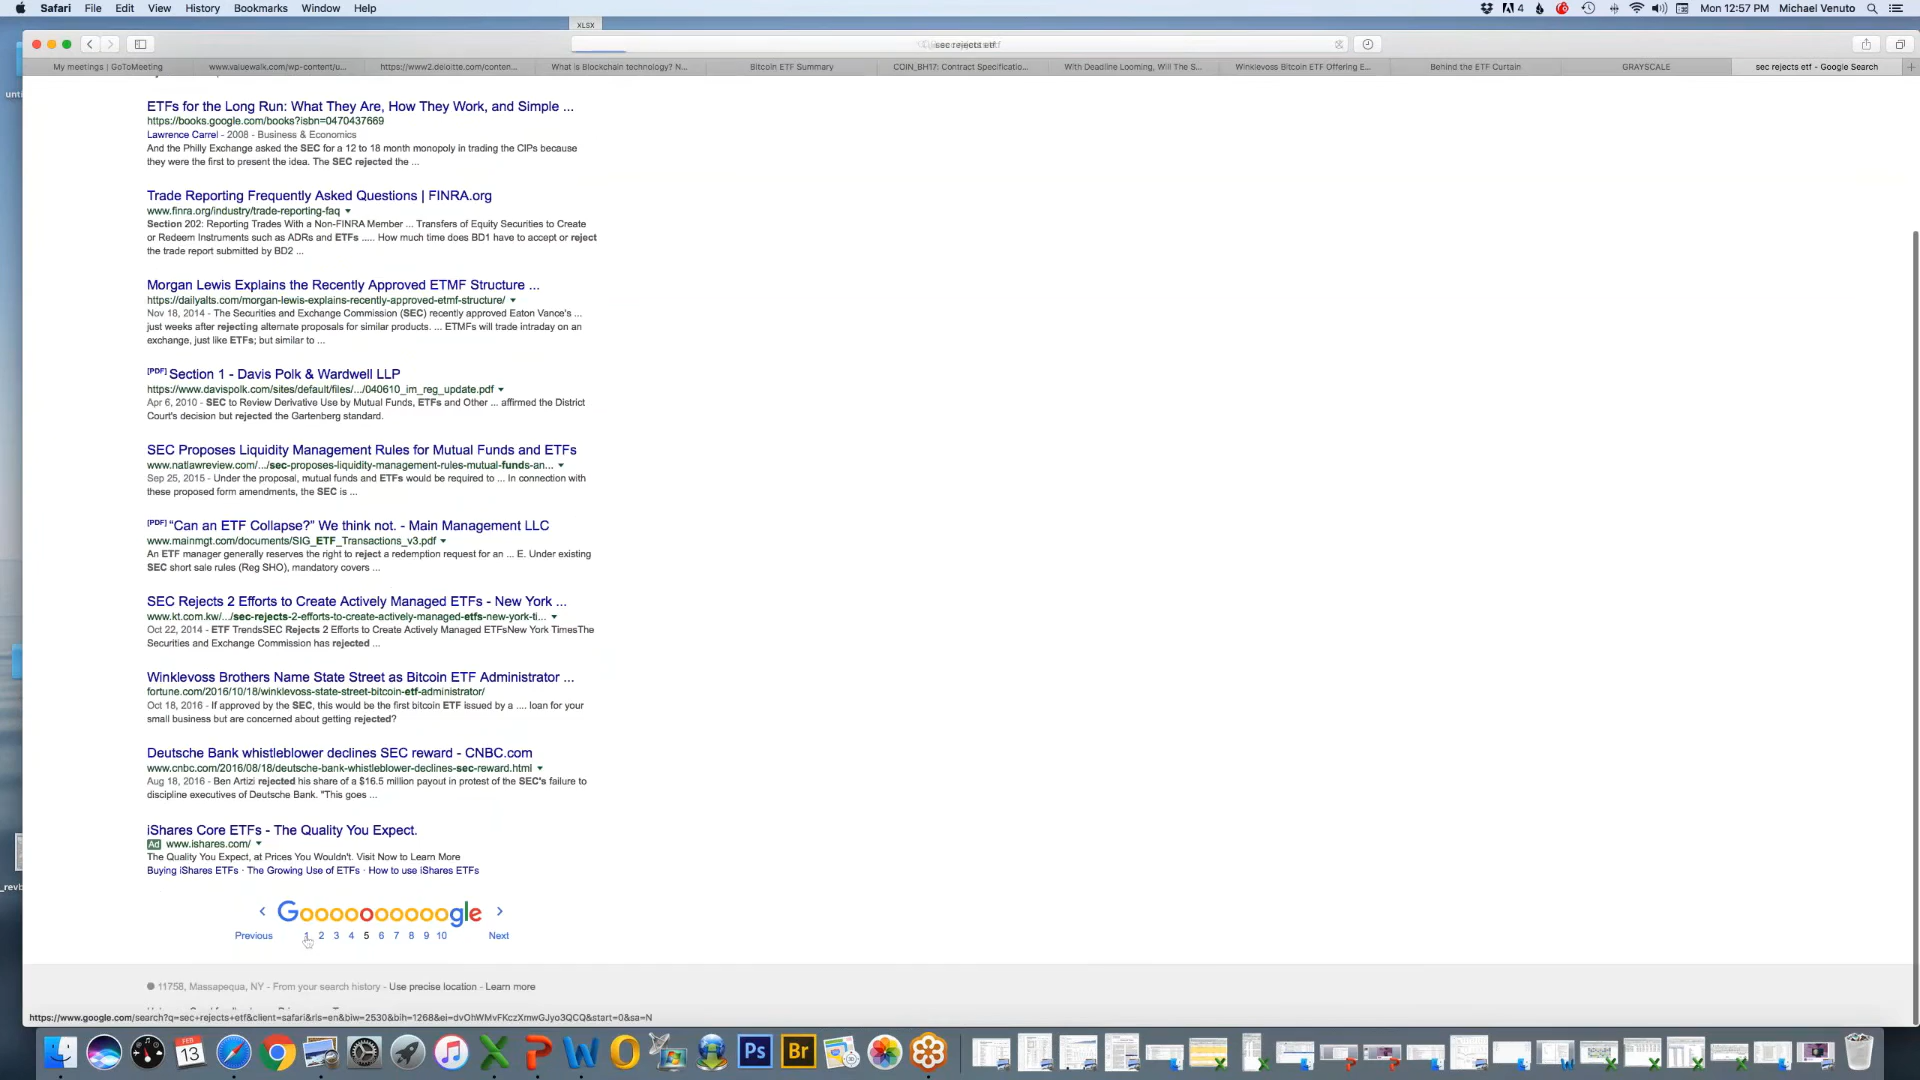 Safari File Edit View History Bookmarks Window Help
4
Mon 12:57 PM Michael Venuto
XLSX
sec rejects etf
My meetings | GoToMeeting www.valuewalk.com/wp-content/u... https://www2.deloitte.com/conten... What is Blockchain technology? N... Bitcoin ETF Summary COIN_BH17: Contract Specificatio... With Deadline Looming, Will The S... Winklevoss Bitcoin ETF Offering E... Behind the ETF Curtain GRAYSCALE sec rejects etf - Google Search
ETFs for the Long Run: What They Are, How They Work, and Simple ...
https://books.google.com/books?isbn=0470437669
Lawrence Carrel - 2008 - Business & Economics
And the Philly Exchange asked the SEC for a 12 to 18 month monopoly in trading the CIPs because
they were the first to present the idea. The SEC rejected the ...
Trade Reporting Frequently Asked Questions | FINRA.org
www.finra.org/industry/trade-reporting-faq
Section 202: Reporting Trades With a Non-FINRA Member ... Transfers of Equity Securities to Create
or Redeem Instruments such as ADRs and ETFs ..... How much time does BD1 have to accept or reject
the trade report submitted by BD2 ...
Morgan Lewis Explains the Recently Approved ETMF Structure ...
https://dailyalts.com/morgan-lewis-explains-recently-approved-etmf-structure/
Nov 18, 2014 - The Securities and Exchange Commission (SEC) recently approved Eaton Vance's ...
just weeks after rejecting alternate proposals for similar products. ... ETMFs will trade intraday on an
exchange, just like ETFs; but similar to ...
[PDF] Section 1 - Davis Polk & Wardwell LLP
https://www.davispolk.com/sites/default/files/.../040610_im_reg_update.pdf
Apr 6, 2010 - SEC to Review Derivative Use by Mutual Funds, ETFs and Other ... affirmed the District
Court's decision but rejected the Gartenberg standard.
SEC Proposes Liquidity Management Rules for Mutual Funds and ETFs
www.natlawreview.com/.../sec-proposes-liquidity-management-rules-mutual-funds-an...
Sep 25, 2015 - Under the proposal, mutual funds and ETFs would be required to ... In connection with
these proposed form amendments, the SEC is ...
[PDF] "Can an ETF Collapse?" We think not. - Main Management LLC
www.mainmgt.com/documents/SIG_ETF_Transactions_v3.pdf
An ETF manager generally reserves the right to reject a redemption request for an ... E. Under existing
SEC short sale rules (Reg SHO), mandatory covers ...
SEC Rejects 2 Efforts to Create Actively Managed ETFs - New York ...
www.kt.com.kw/.../sec-rejects-2-efforts-to-create-actively-managed-etfs-new-york-ti...
Oct 22, 2014 - ETF TrendsSEC Rejects 2 Efforts to Create Actively Managed ETFsNew York TimesThe
Securities and Exchange Commission has rejected ...
Winklevoss Brothers Name State Street as Bitcoin ETF Administrator ...
fortune.com/2016/10/18/winklevoss-state-street-bitcoin-etf-administrator/
Oct 18, 2016 - If approved by the SEC, this would be the first bitcoin ETF issued by a .... loan for your
small business but are concerned about getting rejected?
Deutsche Bank whistleblower declines SEC reward - CNBC.com
www.cnbc.com/2016/08/18/deutsche-bank-whistleblower-declines-sec-reward.html
Aug 18, 2016 - Ben Artizi rejected his share of a $16.5 million payout in protest of the SEC's failure to
discipline executives of Deutsche Bank. "This goes ...
iShares Core ETFs - The Quality You Expect.
Ad www.ishares.com/
The Quality You Expect, at Prices You Wouldn't. Visit Now to Learn More
Buying iShares ETFs · The Growing Use of ETFs · How to use iShares ETFs
Goooooooooogle
Previous 1 2 3 4 5 6 7 8 9 10 Next
11758, Massapequa, NY - From your search history - Use precise location - Learn more
https://www.google.com/search?q=sec+rejects+etf&client=safari&rls=en&biw=2530&bih=1268&ei=dvOhWMvFKczXmwGJyo3QCQ&start=0&sa=N
FEB
13
Ps Br